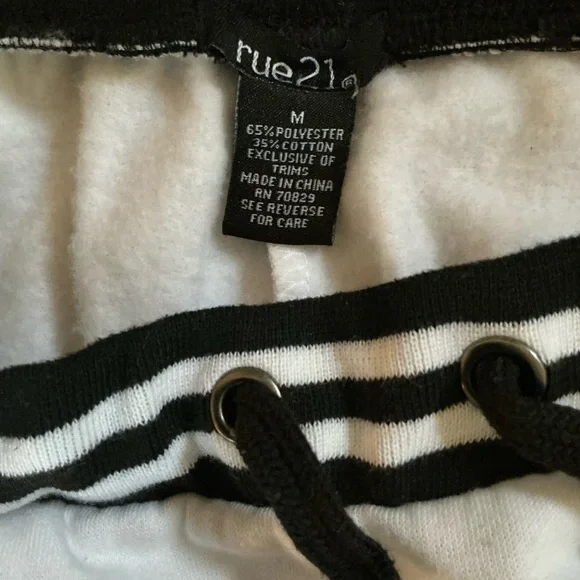 rue21®
M
65% POLYESTER
35% COTTON
EXCLUSIVE OF
TRIMS
MADE IN CHINA
RN 70829
SEE REVERSE
FOR CARE